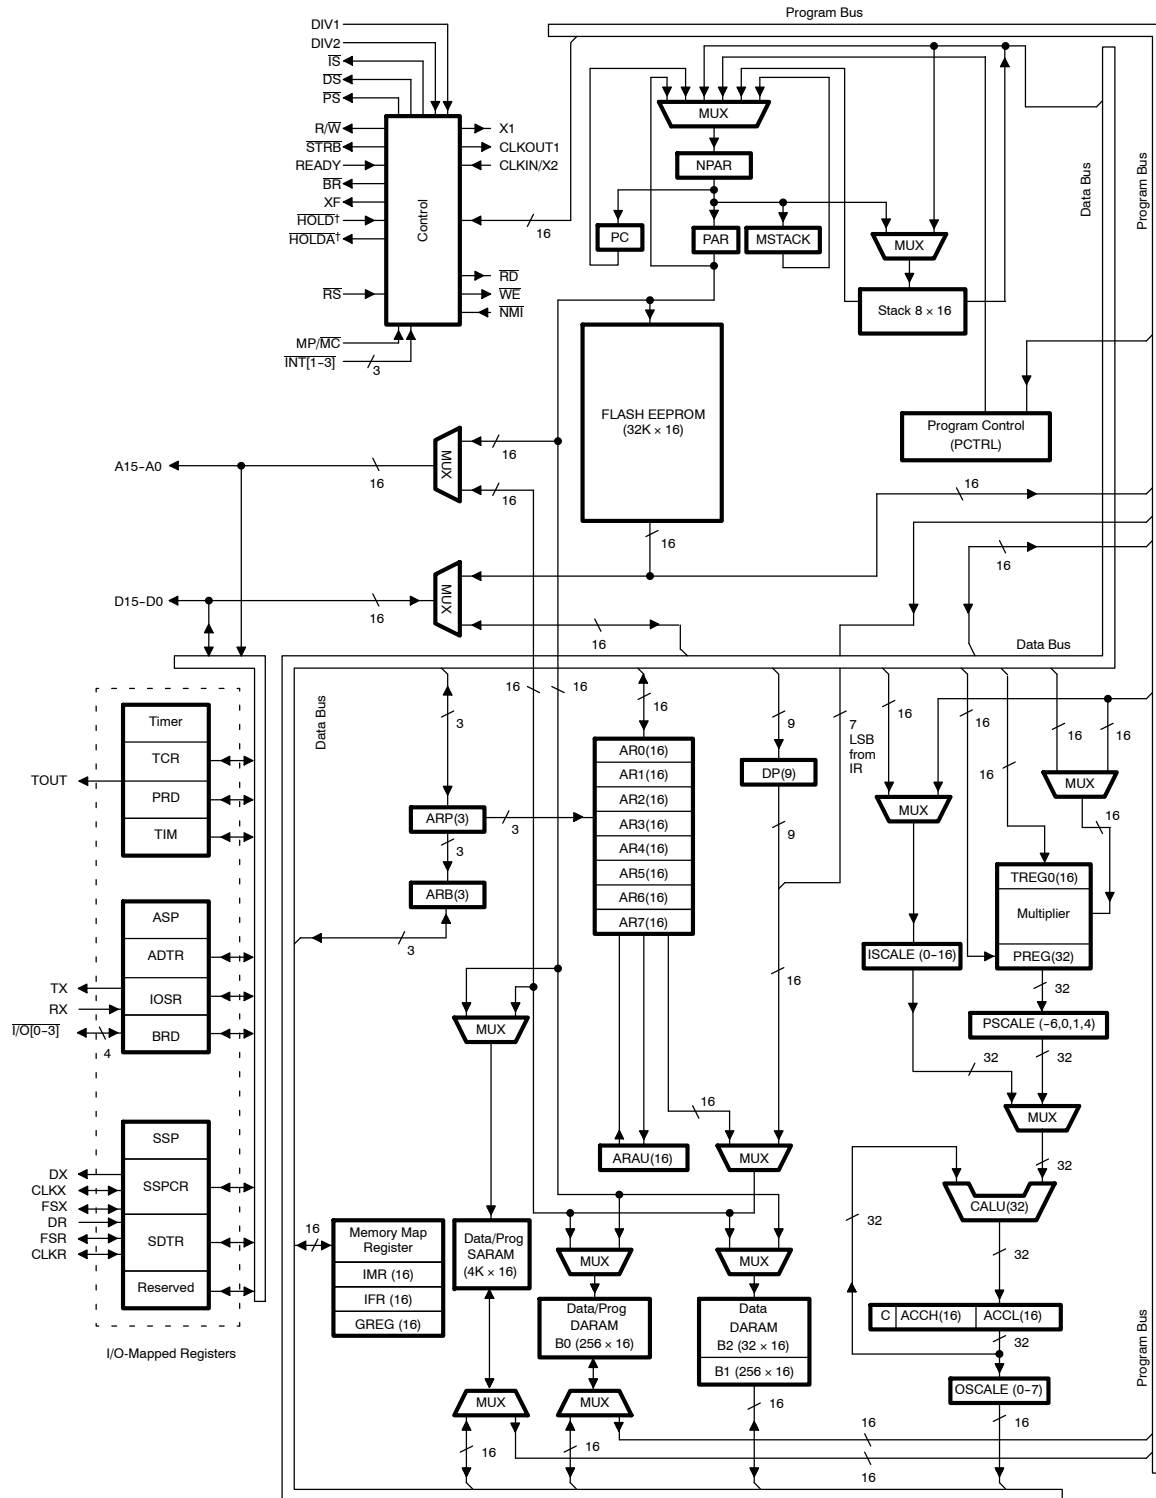 Program Bus
DIV1
DIV2
IS
DS
PS
R/W
STRB
READY
BR
XF
HOLD†
HOLDA†
RS
MP/MC
INT[1–3]
3
Control
X1
CLKOUT1
CLKIN/X2
16
RD
WE
NMI
MUX
NPAR
PC
PAR
MSTACK
MUX
Stack 8 × 16
Data Bus
Program Bus
FLASH EEPROM
(32K × 16)
Program Control
(PCTRL)
A15–A0
16
MUX
16
16
16
16
16
D15–D0
16
MUX
16
Data Bus
Data Bus
16
16
3
16
9
7
LSB
from
IR
16
16
16
16
16
Timer
TCR
PRD
TIM
TOUT
AR0(16)
AR1(16)
AR2(16)
AR3(16)
AR4(16)
AR5(16)
AR6(16)
AR7(16)
DP(9)
9
MUX
MUX
16
ARP(3)
3
3
ARB(3)
3
TREG0(16)
Multiplier
PREG(32)
ISCALE (0–16)
32
PSCALE (–6,0,1,4)
32
32
MUX
32
ASP
ADTR
IOSR
BRD
TX
RX
I/O[0–3]
4
MUX
16
16
ARAU(16)
MUX
CALU(32)
32
32
SSP
SSPCR
SDTR
Reserved
DX
CLKX
FSX
DR
FSR
CLKR
I/O-Mapped Registers
16
Memory Map
Register
IMR (16)
IFR (16)
GREG (16)
Data/Prog
SARAM
(4K × 16)
MUX
MUX
Data/Prog
DARAM
B0 (256 × 16)
Data
DARAM
B2 (32 × 16)
B1 (256 × 16)
C
ACCH(16)
ACCL(16)
32
OSCALE (0–7)
Program Bus
MUX
MUX
16
16
16
16
16
16